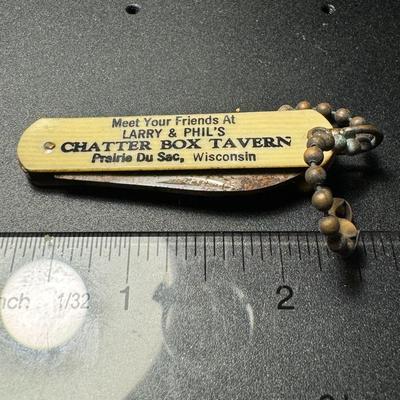 Meet Your Friends At
LARRY & PHIL'S
CHATTER BOX TAVERN
Prairie Du Sac, Wisconsin
nch 1/32 1 2